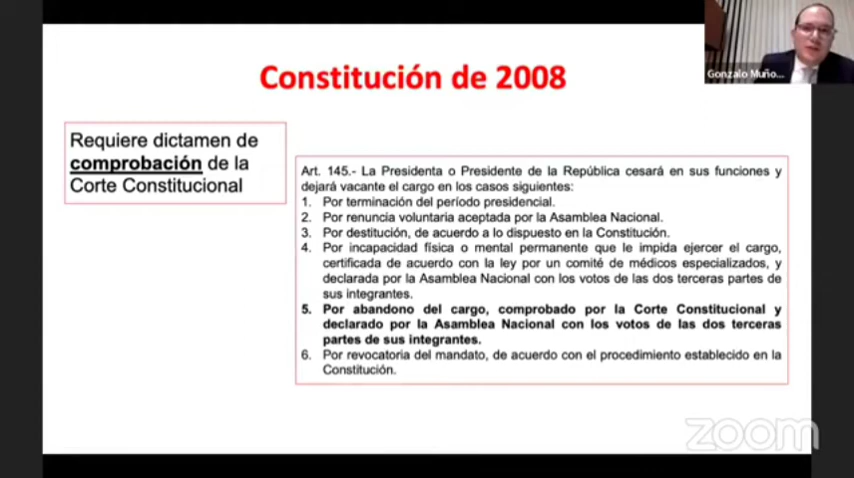 Constitución de 2008
Gonzalo Muño...
Requiere dictamen de
comprobación de la
Corte Constitucional
Art. 145.- La Presidenta o Presidente de la República cesará en sus funciones y
dejará vacante el cargo en los casos siguientes:
1. Por terminación del período presidencial.
2. Por renuncia voluntaria aceptada por la Asamblea Nacional.
3. Por destitución, de acuerdo a lo dispuesto en la Constitución.
4. Por incapacidad física o mental permanente que le impida ejercer el cargo,
certificada de acuerdo con la ley por un comité de médicos especializados, y
declarada por la Asamblea Nacional con los votos de las dos terceras partes de
sus integrantes.
5. Por abandono del cargo, comprobado por la Corte Constitucional y
declarado por la Asamblea Nacional con los votos de las dos terceras
partes de sus integrantes.
6. Por revocatoria del mandato, de acuerdo con el procedimiento establecido en la
Constitución.
zoom